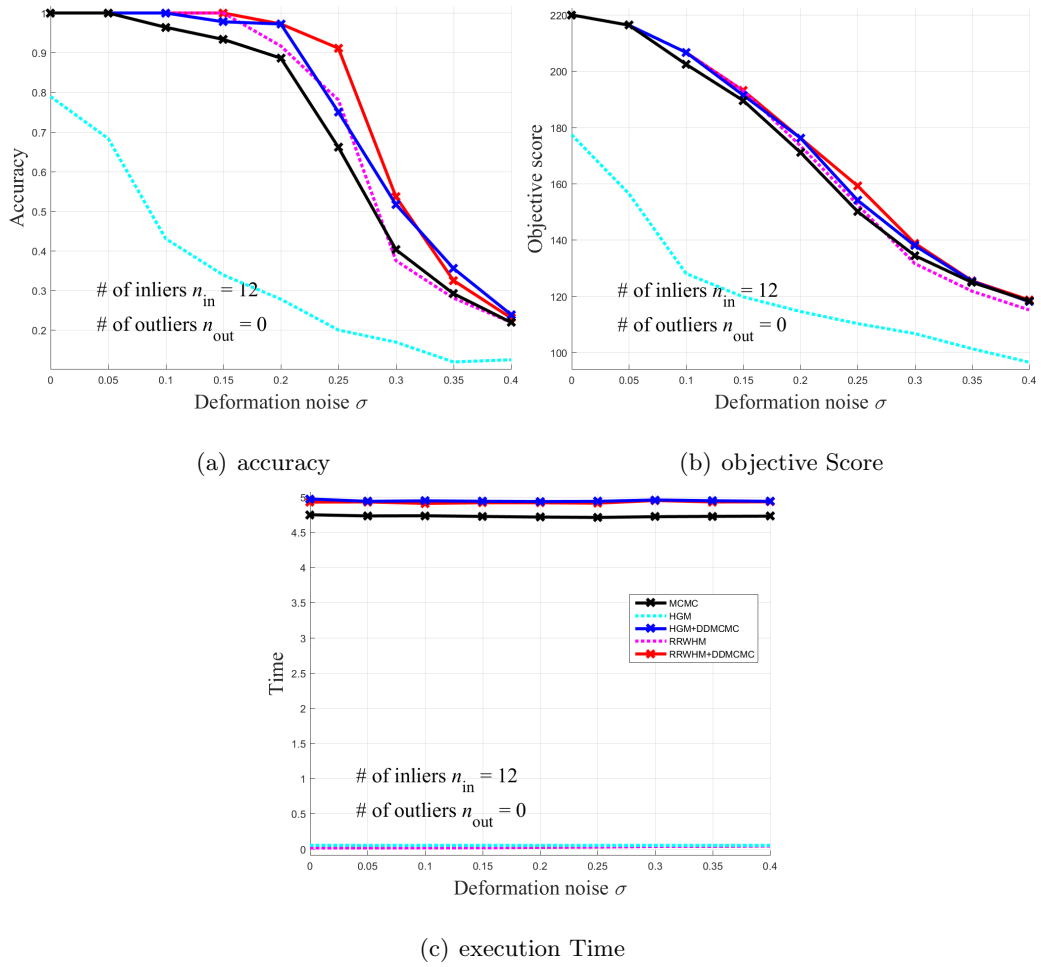 1
0.9
0.8
0.7
0.6
0.5
0.4
0.3
0.2
Accuracy
# of inliers n_in = 12
# of outliers n_out = 0
0 0.05 0.1 0.15 0.2 0.25 0.3 0.35 0.4
Deformation noise σ
(a) accuracy
220
200
180
160
140
120
100
Objective score
# of inliers n_in = 12
# of outliers n_out = 0
0 0.05 0.1 0.15 0.2 0.25 0.3 0.35 0.4
Deformation noise σ
(b) objective Score
5
4.5
4
3.5
3
2.5
2
1.5
1
0.5
0
Time
MCMC
HGM
HGM+DDMCMC
RRWHM
RRWHM+DDMCMC
# of inliers n_in = 12
# of outliers n_out = 0
0 0.05 0.1 0.15 0.2 0.25 0.3 0.35 0.4
Deformation noise σ
(c) execution Time